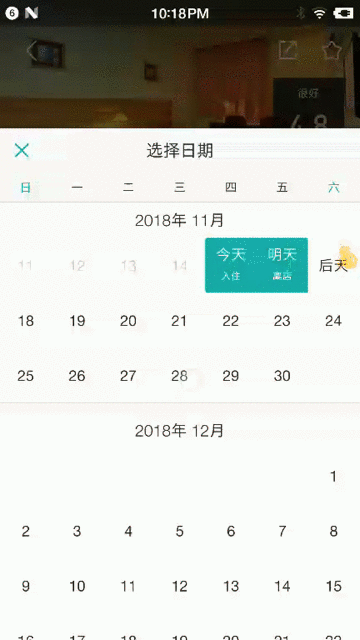 6 N 10:18PM
很好
4.8
选择日期
日 一 二 三 四 五 六
2018年 11月
11 12 13 14 今天 明天 后天
入住 离店
18 19 20 21 22 23 24
25 26 27 28 29 30
2018年 12月
1
2 3 4 5 6 7 8
9 10 11 12 13 14 15
16 17 18 19 20 21 22